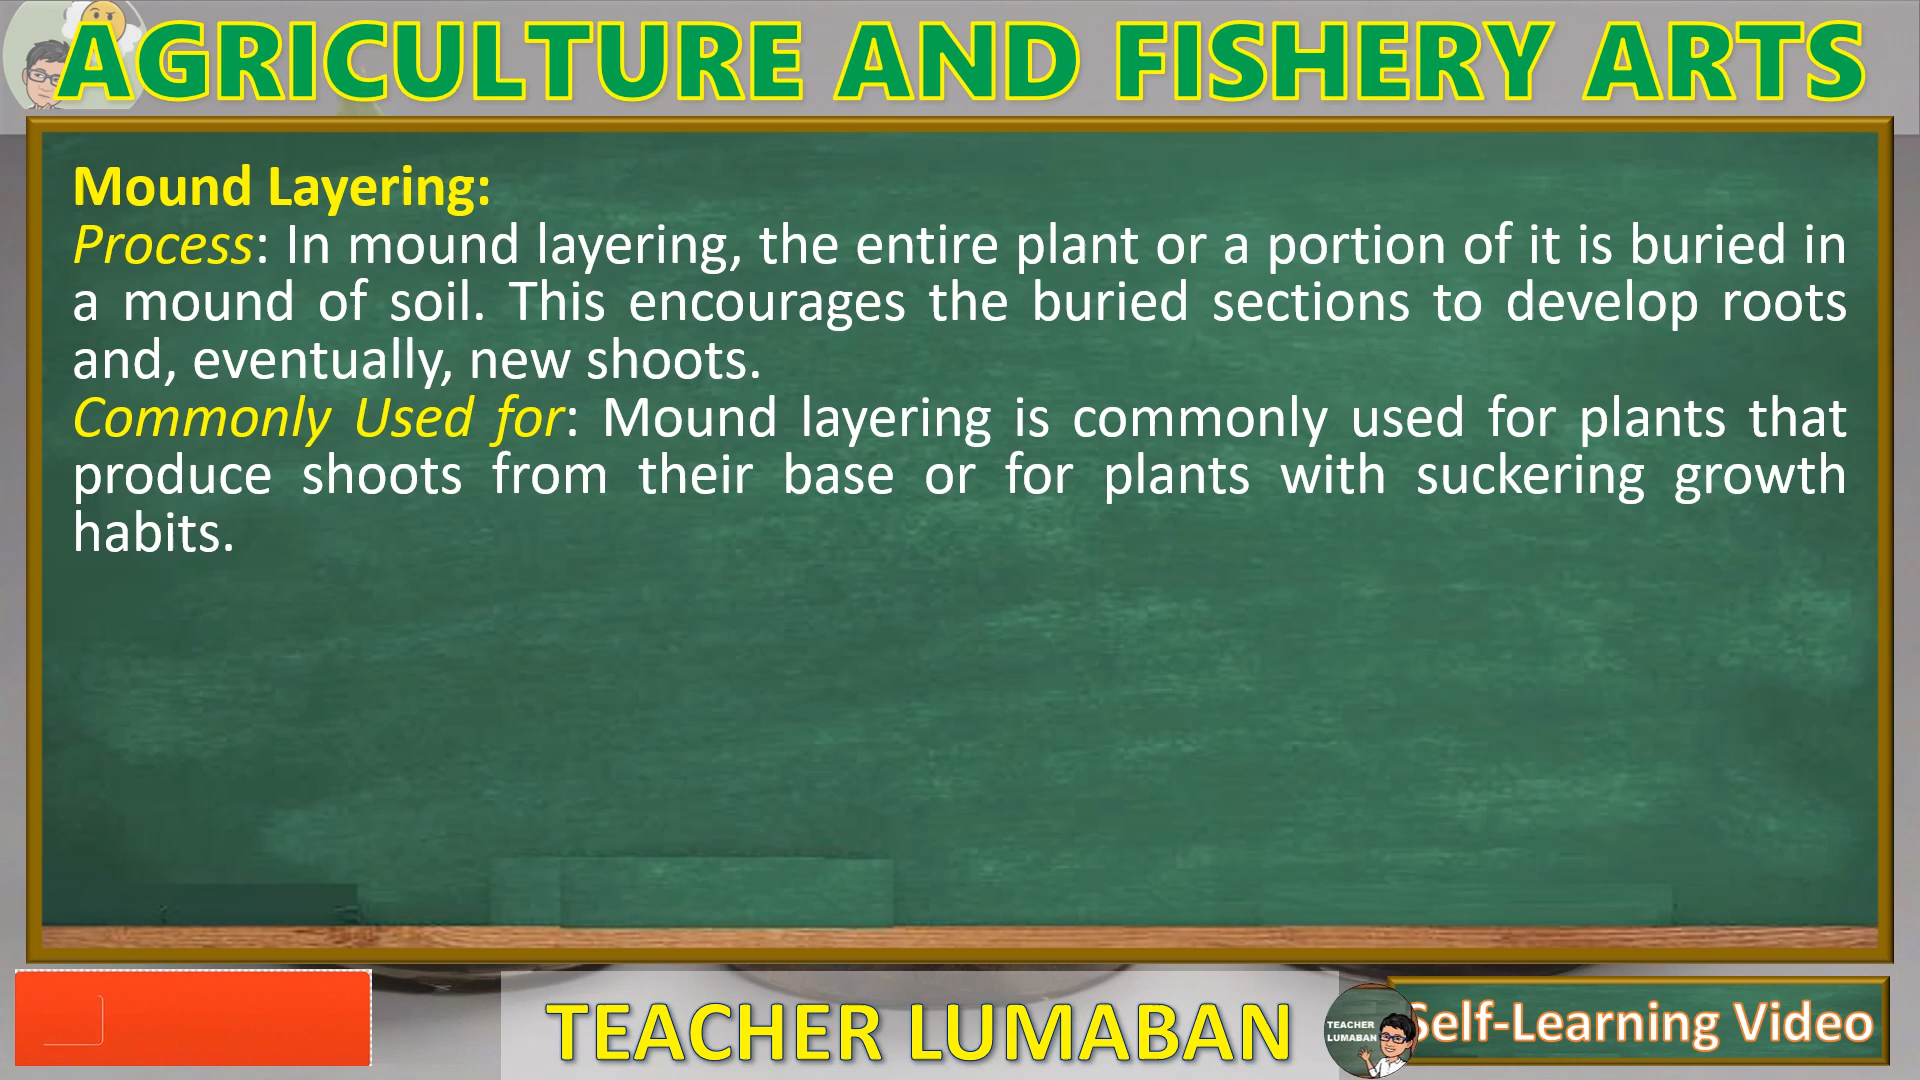 AGRICULTURE AND FISHERY ARTS
Mound Layering:
Process: In mound layering, the entire plant or a portion of it is buried in
a mound of soil. This encourages the buried sections to develop roots
and, eventually, new shoots.
Commonly Used for: Mound layering is commonly used for plants that
produce shoots from their base or for plants with suckering growth
habits.
TEACHER LUMABAN
TEACHER
LUMABAN
Self-Learning Video